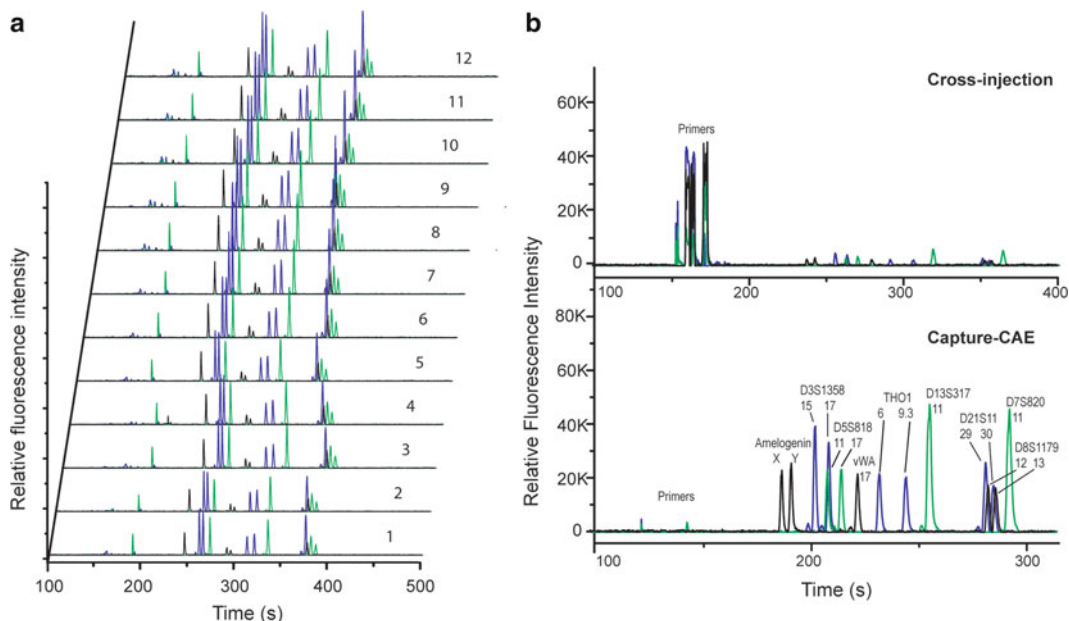 a
12
11
10
9
8
7
6
5
4
3
2
1
Relative fluorescence intensity
100 200 300 400 500
Time (s)
b
Cross-injection
60K
40K
20K
0
Primers
100 200 300 400
Relative Fluorescence Intensity
Capture-CAE
80K
60K
40K
20K
0
Primers
Amelogenin
X Y
D3S1358
15 17
D5S818
11 17
vWA
17
THO1
6 9.3
D13S317
11
D21S11
29 30
D8S1179
12 13
D7S820
11
200 300
Time (s)